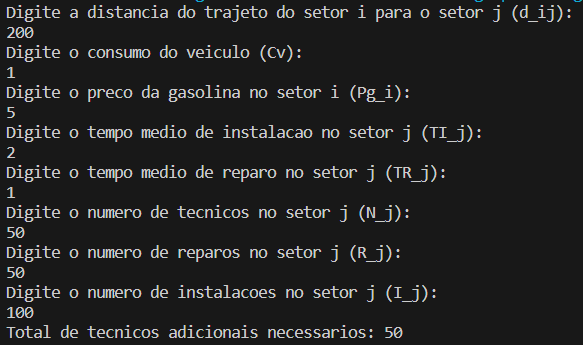 Digite a distancia do trajeto do setor i para o setor j (d_ij):
200
Digite o consumo do veiculo (Cv):
1
Digite o preco da gasolina no setor i (Pg_i):
5
Digite o tempo medio de instalacao no setor j (TI_j):
2
Digite o tempo medio de reparo no setor j (TR_j):
1
Digite o numero de tecnicos no setor j (N_j):
50
Digite o numero de reparos no setor j (R_j):
50
Digite o numero de instalacoes no setor j (I_j):
100
Total de tecnicos adicionais necessarios: 50